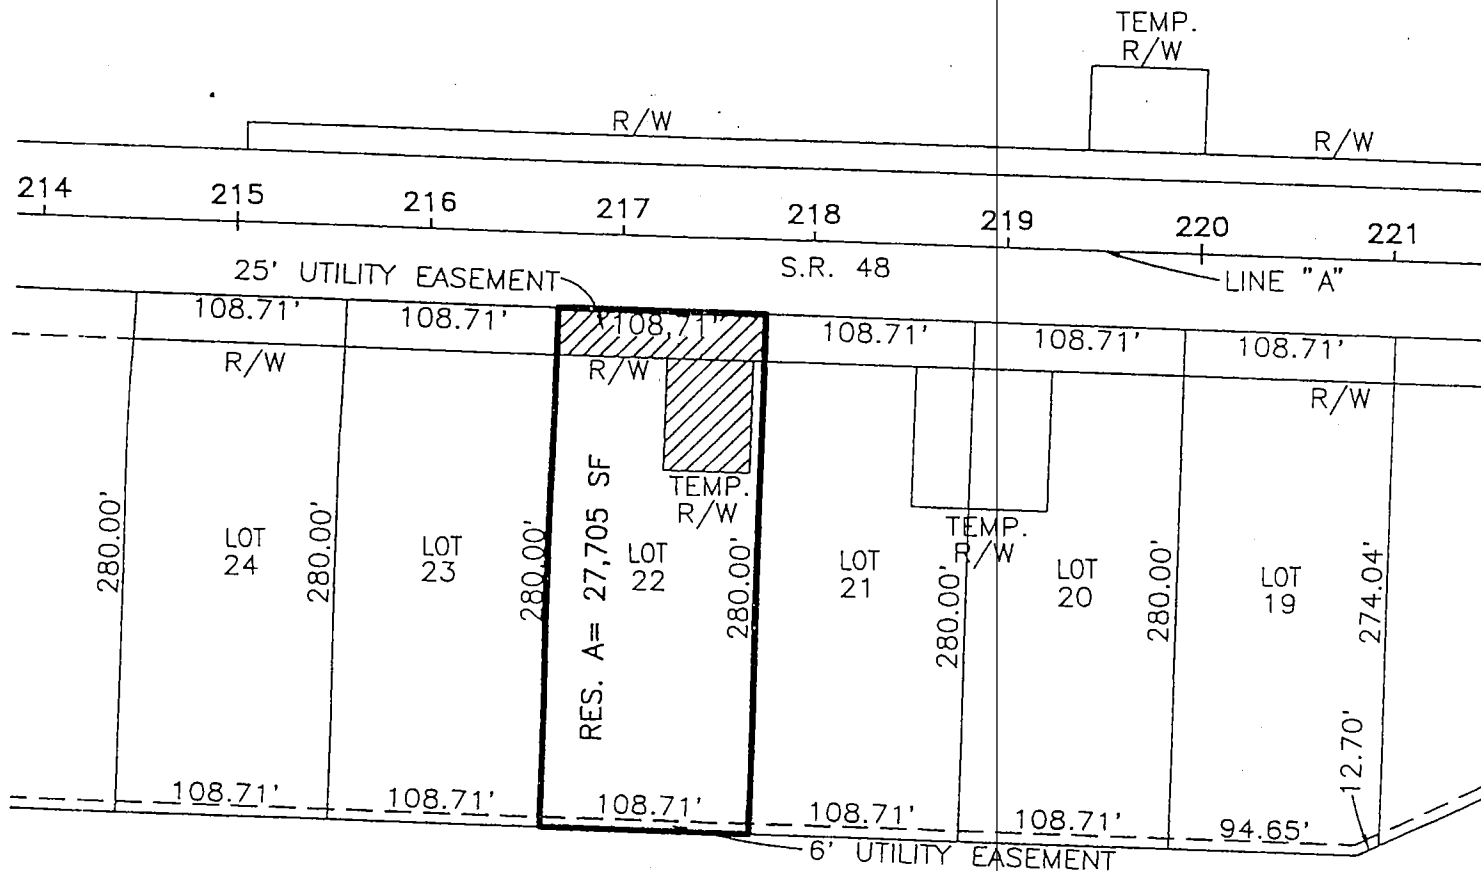 TEMP.
R/W
R/W
R/W
214
215
216
217
218
219
220
221
S.R. 48
LINE "A"
25' UTILITY EASEMENT
108.71'
108.71'
108,71'
108.71'
108.71'
108.71'
R/W
R/W
R/W
TEMP.
R/W
TEMP.
R/W
280.00'
LOT
24
280.00'
LOT
23
280.00'
RES. A= 27,705 SF
LOT
22
280.00'
LOT
21
280.00'
LOT
20
280.00'
LOT
19
274.04'
12.70'
108.71'
108.71'
108.71'
108.71'
108.71'
94.65'
6' UTILITY EASEMENT